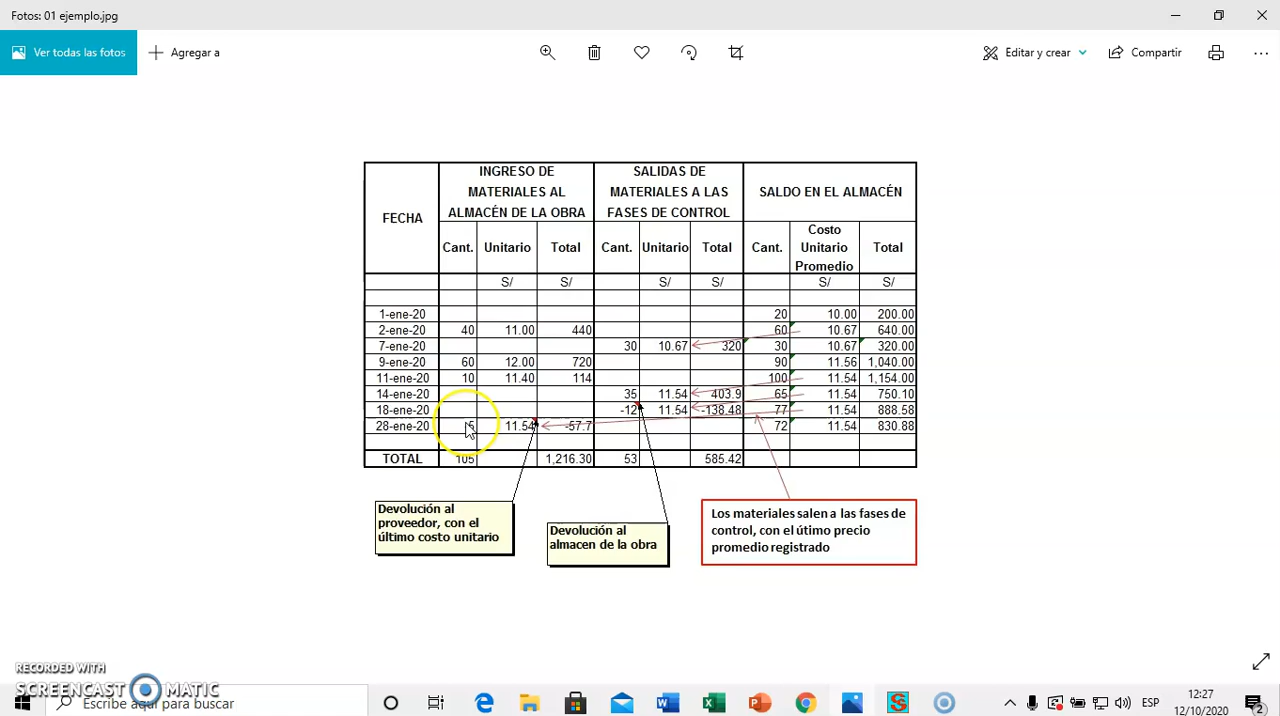 Fotos: 01 ejemplo.jpg
Ver todas las fotos
Agregar a
Editar y crear
Compartir
FECHA
INGRESO DE MATERIALES AL ALMACÉN DE LA OBRA
SALIDAS DE MATERIALES A LAS FASES DE CONTROL
SALDO EN EL ALMACÉN
Cant. Unitario Total Cant. Unitario Total Cant. Costo Unitario Promedio Total
S/ S/ S/ S/ S/ S/
1-ene-20 20 10.00 200.00
2-ene-20 40 11.00 440 60 10.67 640.00
7-ene-20 30 10.67 320 30 10.67 320.00
9-ene-20 60 12.00 720 90 11.56 1,040.00
11-ene-20 10 11.40 114 100 11.54 1,154.00
14-ene-20 35 11.54 403.9 65 11.54 750.10
18-ene-20 -12 11.54 -138.48 77 11.54 888.58
28-ene-20 11.54 -57.7 72 11.54 830.88
TOTAL 105 1,216.30 53 585.42
Devolución al
proveedor, con el
último costo unitario
Devolución al
almacen de la obra
Los materiales salen a las fases de
control, con el útimo precio
promedio registrado
RECORDED WITH
SCREENCAST MATIC
Escribe aquí para buscar
ESP
12:27
12/10/2020
2